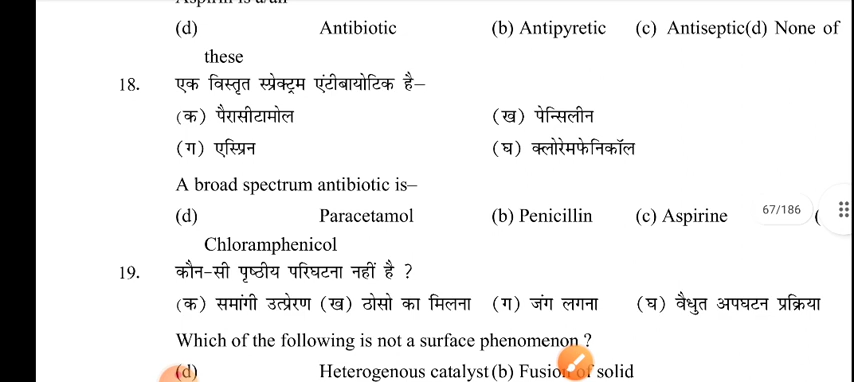 (d) Antibiotic (b) Antipyretic (c) Antiseptic(d) None of
these
18. एक विस्तृत स्प्रेक्ट्रम एंटीबायोटिक है–
(क) पैरासीटामोल (ख) पेन्सिलीन
(ग) एस्प्रिन (घ) क्लोरेमफेनिकॉल
A broad spectrum antibiotic is–
(d) Paracetamol (b) Penicillin (c) Aspirine (
67/186
Chloramphenicol
19. कौन-सी पृष्ठीय परिघटना नहीं है ?
(क) समांगी उत्प्रेरण (ख) ठोसो का मिलना (ग) जंग लगना (घ) वैधुत अपघटन प्रक्रिया
Which of the following is not a surface phenomenon ?
(d) Heterogenous catalyst (b) Fusion of solid